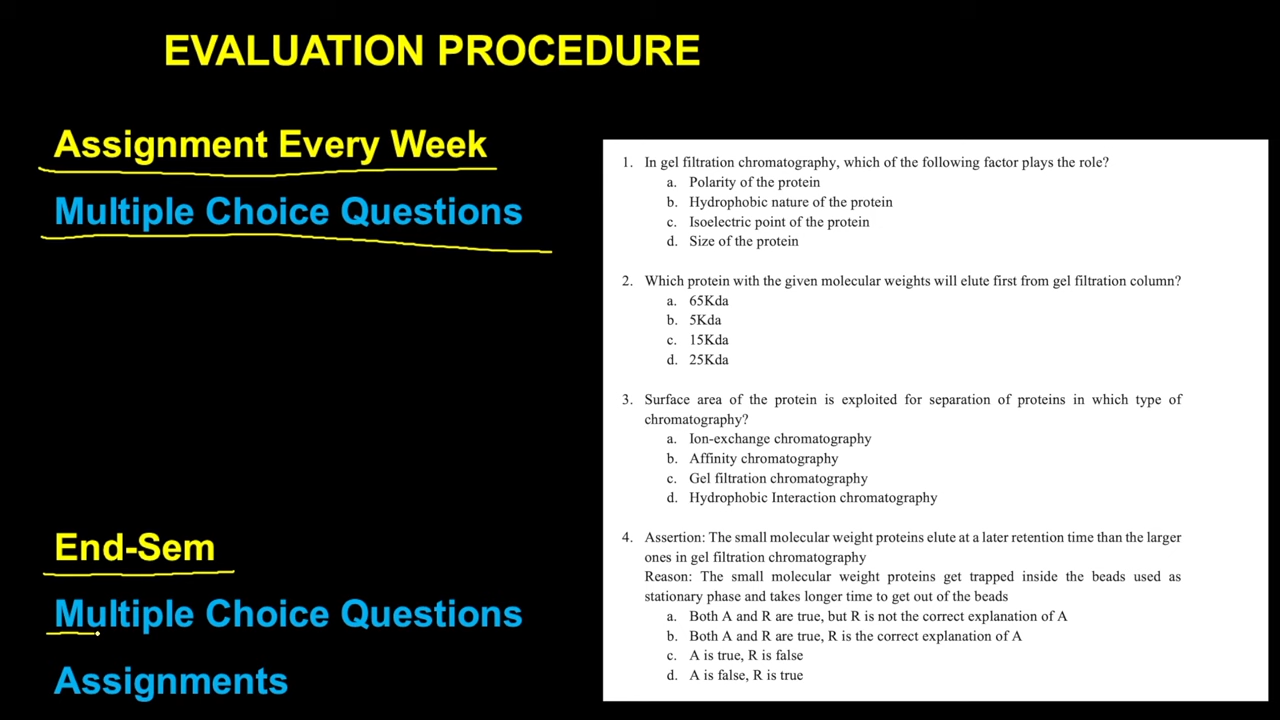 EVALUATION PROCEDURE
Assignment Every Week
Multiple Choice Questions
End-Sem
Multiple Choice Questions
Assignments
1. In gel filtration chromatography, which of the following factor plays the role?
a. Polarity of the protein
b. Hydrophobic nature of the protein
c. Isoelectric point of the protein
d. Size of the protein
2. Which protein with the given molecular weights will elute first from gel filtration column?
a. 65Kda
b. 5Kda
c. 15Kda
d. 25Kda
3. Surface area of the protein is exploited for separation of proteins in which type of
chromatography?
a. Ion-exchange chromatography
b. Affinity chromatography
c. Gel filtration chromatography
d. Hydrophobic Interaction chromatography
4. Assertion: The small molecular weight proteins elute at a later retention time than the larger
ones in gel filtration chromatography
Reason: The small molecular weight proteins get trapped inside the beads used as
stationary phase and takes longer time to get out of the beads
a. Both A and R are true, but R is not the correct explanation of A
b. Both A and R are true, R is the correct explanation of A
c. A is true, R is false
d. A is false, R is true